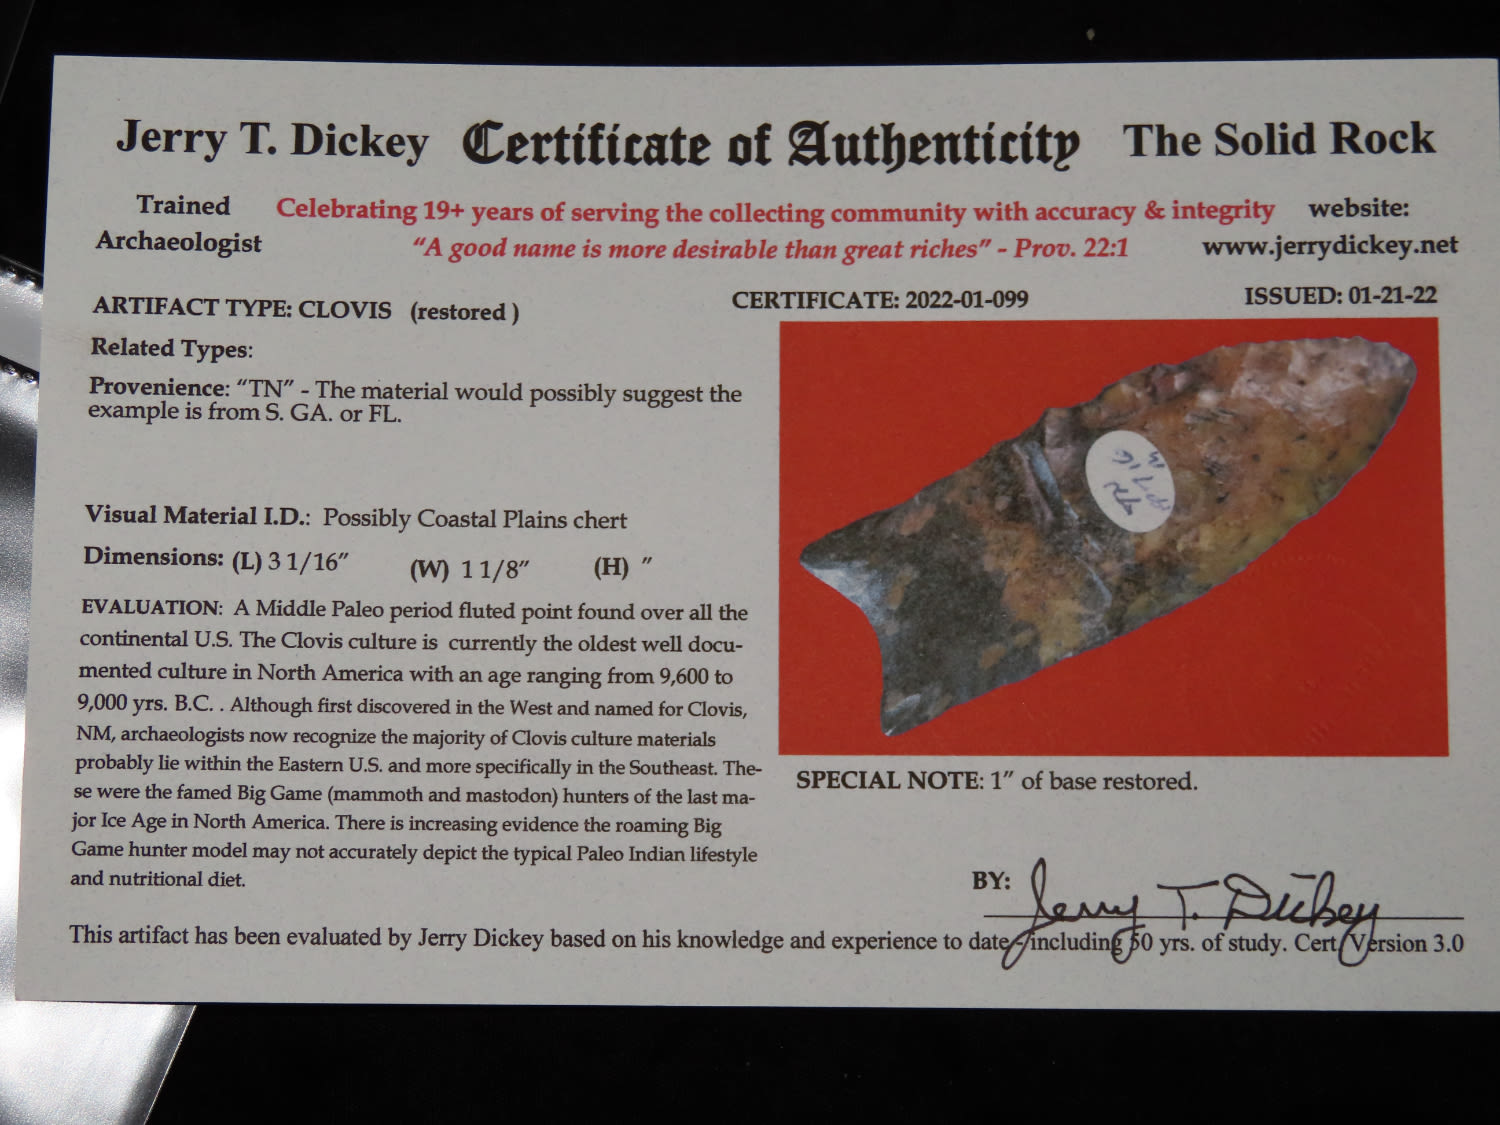 Jerry T. Dickey Certificate of Authenticity The Solid Rock
Trained Archaeologist
Celebrating 19+ years of serving the collecting community with accuracy & integrity
"A good name is more desirable than great riches" - Prov. 22:1
website:
www.jerrydickey.net
ARTIFACT TYPE: CLOVIS (restored )
CERTIFICATE: 2022-01-099
ISSUED: 01-21-22
Related Types:
Provenience: "TN" - The material would possibly suggest the
example is from S. GA. or FL.
Visual Material I.D.: Possibly Coastal Plains chert
Dimensions: (L) 3 1/16" (W) 1 1/8" (H) "
EVALUATION: A Middle Paleo period fluted point found over all the
continental U.S. The Clovis culture is currently the oldest well docu-
mented culture in North America with an age ranging from 9,600 to
9,000 yrs. B.C. . Although first discovered in the West and named for Clovis,
NM, archaeologists now recognize the majority of Clovis culture materials
probably lie within the Eastern U.S. and more specifically in the Southeast. The-
se were the famed Big Game (mammoth and mastodon) hunters of the last ma-
jor Ice Age in North America. There is increasing evidence the roaming Big
Game hunter model may not accurately depict the typical Paleo Indian lifestyle
and nutritional diet.
SPECIAL NOTE: 1" of base restored.
BY: Jerry T. Dickey
This artifact has been evaluated by Jerry Dickey based on his knowledge and experience to date - including 50 yrs. of study. Cert. Version 3.0